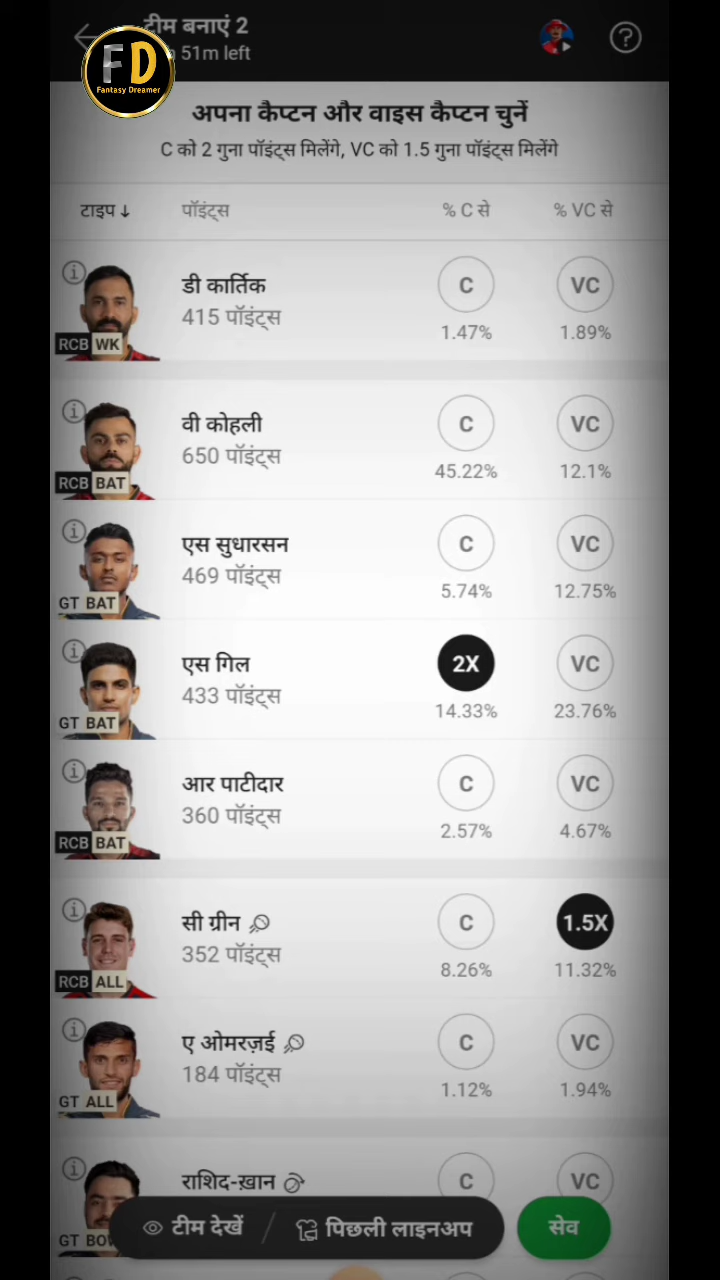 टीम बनाएं 2
51m left
FD
Fantasy Dreamer
अपना कैप्टन और वाइस कैप्टन चुनें
C को 2 गुना पॉइंट्स मिलेंगे, VC को 1.5 गुना पॉइंट्स मिलेंगे
टाइप ↓ पॉइंट्स % C से % VC से
डी कार्तिक C VC
415 पॉइंट्स 1.47% 1.89%
RCB WK
वी कोहली C VC
650 पॉइंट्स 45.22% 12.1%
RCB BAT
एस सुधारसन C VC
469 पॉइंट्स 5.74% 12.75%
GT BAT
एस गिल 2X VC
433 पॉइंट्स 14.33% 23.76%
GT BAT
आर पाटीदार C VC
360 पॉइंट्स 2.57% 4.67%
RCB BAT
सी ग्रीन C 1.5X
352 पॉइंट्स 8.26% 11.32%
RCB ALL
ए ओमरज़ई C VC
184 पॉइंट्स 1.12% 1.94%
GT ALL
राशिद-ख़ान C VC
GT BOW
टीम देखें / पिछली लाइनअप सेव